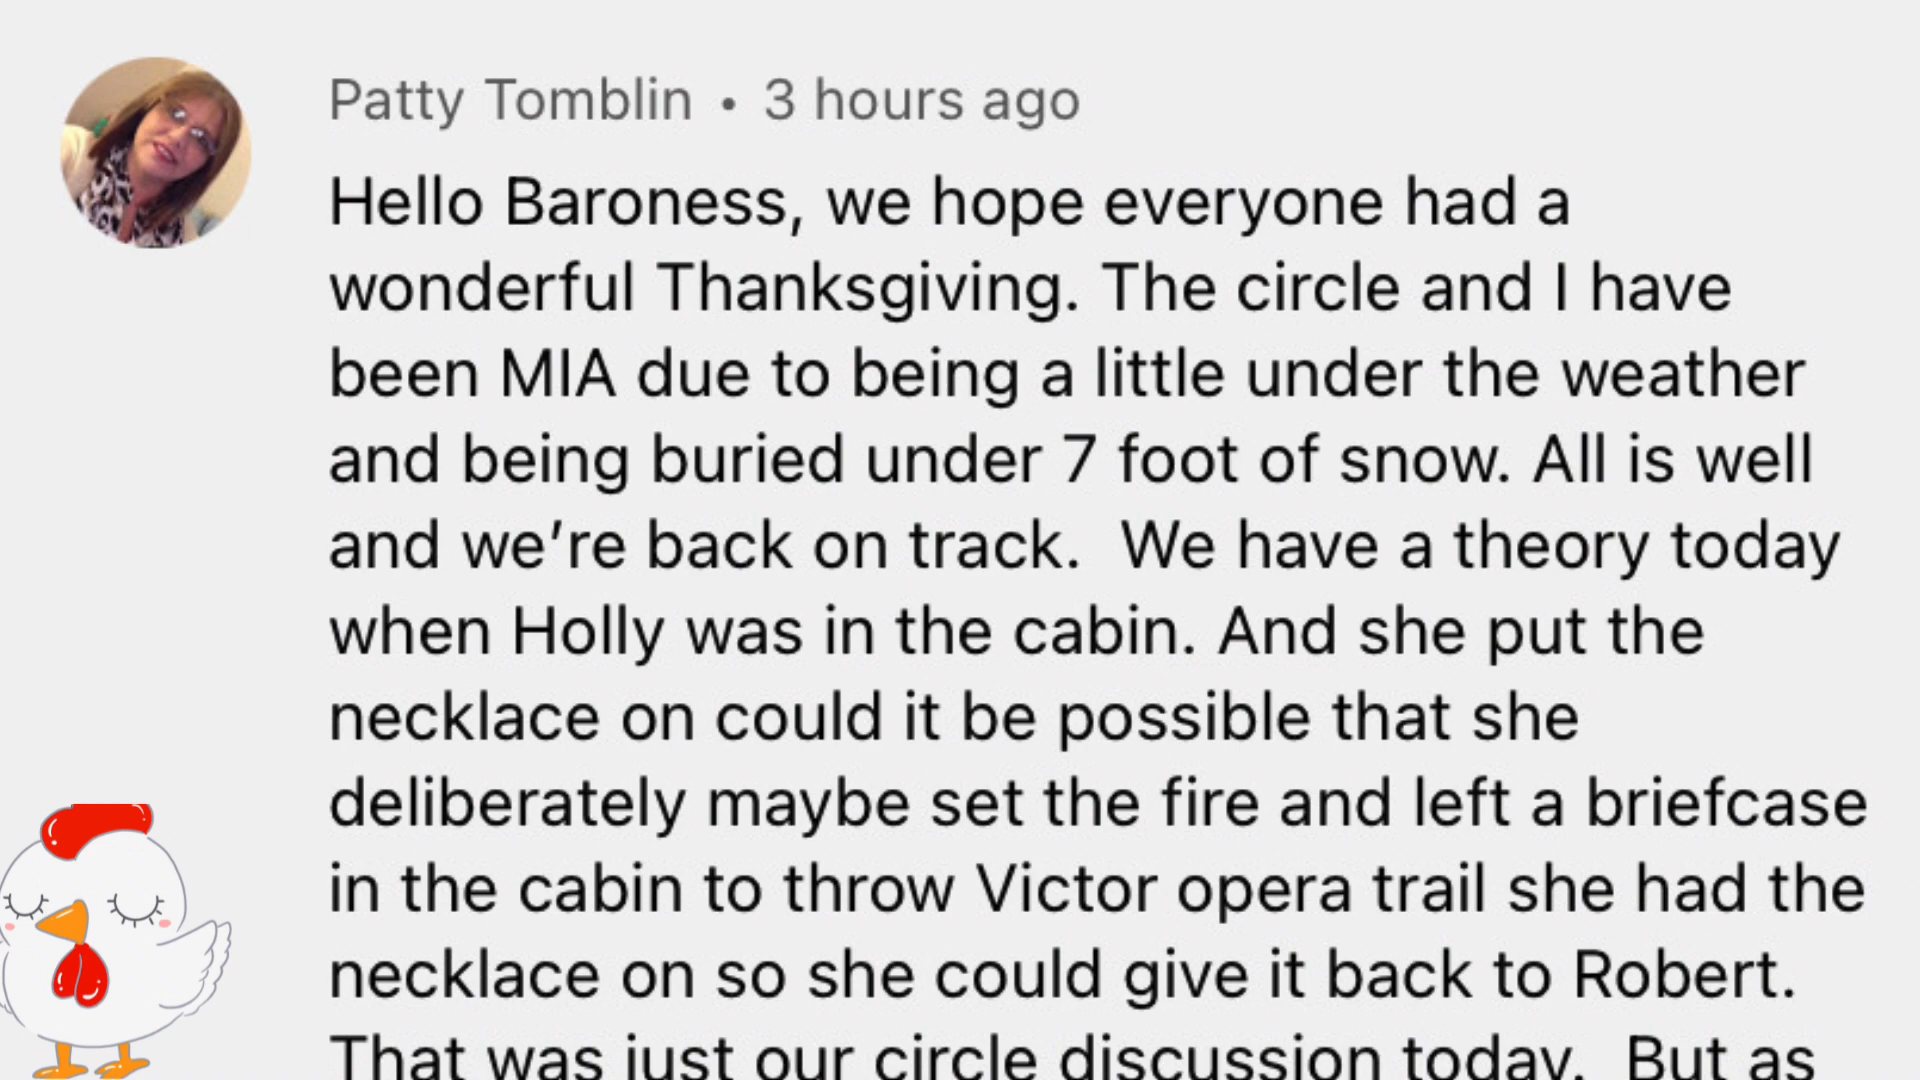 Patty Tomblin • 3 hours ago
Hello Baroness, we hope everyone had a
wonderful Thanksgiving. The circle and I have
been MIA due to being a little under the weather
and being buried under 7 foot of snow. All is well
and we’re back on track.  We have a theory today
when Holly was in the cabin. And she put the
necklace on could it be possible that she
deliberately maybe set the fire and left a briefcase
in the cabin to throw Victor opera trail she had the
necklace on so she could give it back to Robert.
That was just our circle discussion today.  But as